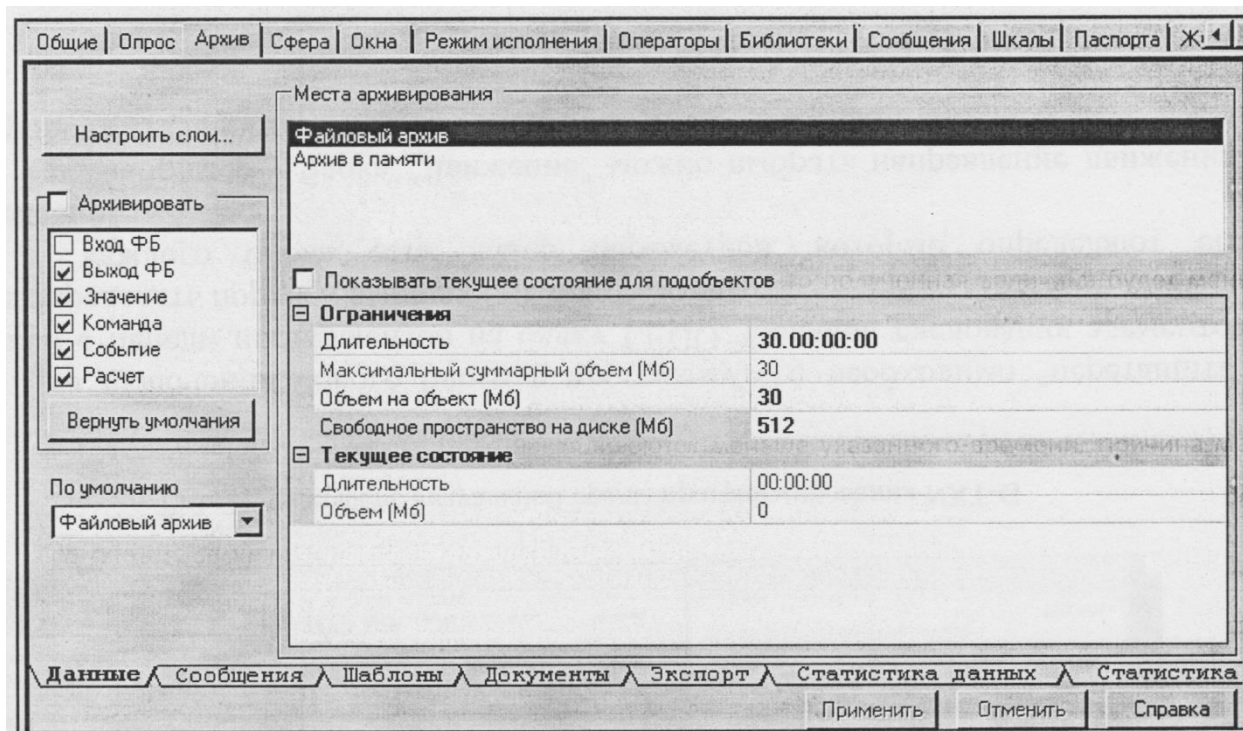 Общие Опрос Архив Сфера Окна Режим исполнения Операторы Библиотеки Сообщения Шкалы Паспорта
Места архивирования
Настроить слои...
Файловый архив
Архив в памяти
Архивировать
Вход ФБ
Выход ФБ
Значение
Команда
Событие
Расчет
Вернуть умолчания
По умолчанию
Файловый архив
Показывать текущее состояние для подобъектов
Ограничения
Длительность 30.00:00:00
Максимальный суммарный объем (Мб) 30
Объем на объект (Мб) 30
Свободное пространство на диске (Мб) 512
Текущее состояние
Длительность 00:00:00
Объем (Мб) 0
Данные Сообщения Шаблоны Документы Экспорт Статистика данных Статистика
Применить Отменить Справка